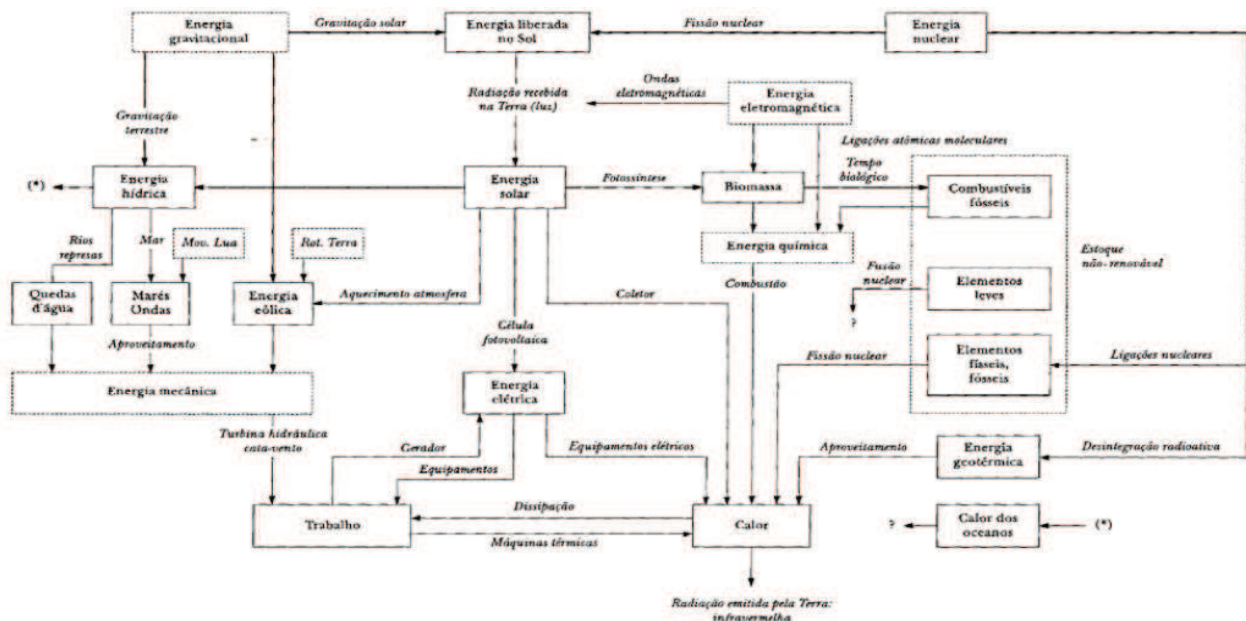 Energia
gravitacional
Gravitação solar
Energia liberada
no Sol
Fissão nuclear
Energia
nuclear
Gravitação
terrestre
Radiação recebida
na Terra (luz)
Ondas
eletromagnéticas
Energia
eletromagnética
Ligações atômicas moleculares
(*)
Energia
hídrica
Energia
solar
Fotossíntese
Biomassa
Tempo
biológico
Combustíveis
fósseis
Rios
represas
Mar
Mov. Lua
Rot. Terra
Energia química
Estoque
não-renovável
Quedas
d'água
Marés
Ondas
Energia
eólica
Aquecimento atmosfera
Coletor
Combustão
Fusão
nuclear
?
Elementos
leves
Aproveitamento
Célula
fotovoltaica
Fissão nuclear
Elementos
físseis,
fósseis
Ligações nucleares
Energia mecânica
Energia
elétrica
Turbina hidráulica
cata-vento
Gerador
Equipamentos
Equipamentos elétricos
Aproveitamento
Energia
geotérmica
Desintegração radioativa
Trabalho
Dissipação
Máquinas térmicas
Calor
?
Calor dos
oceanos
(*)
Radiação emitida pela Terra:
infravermelha